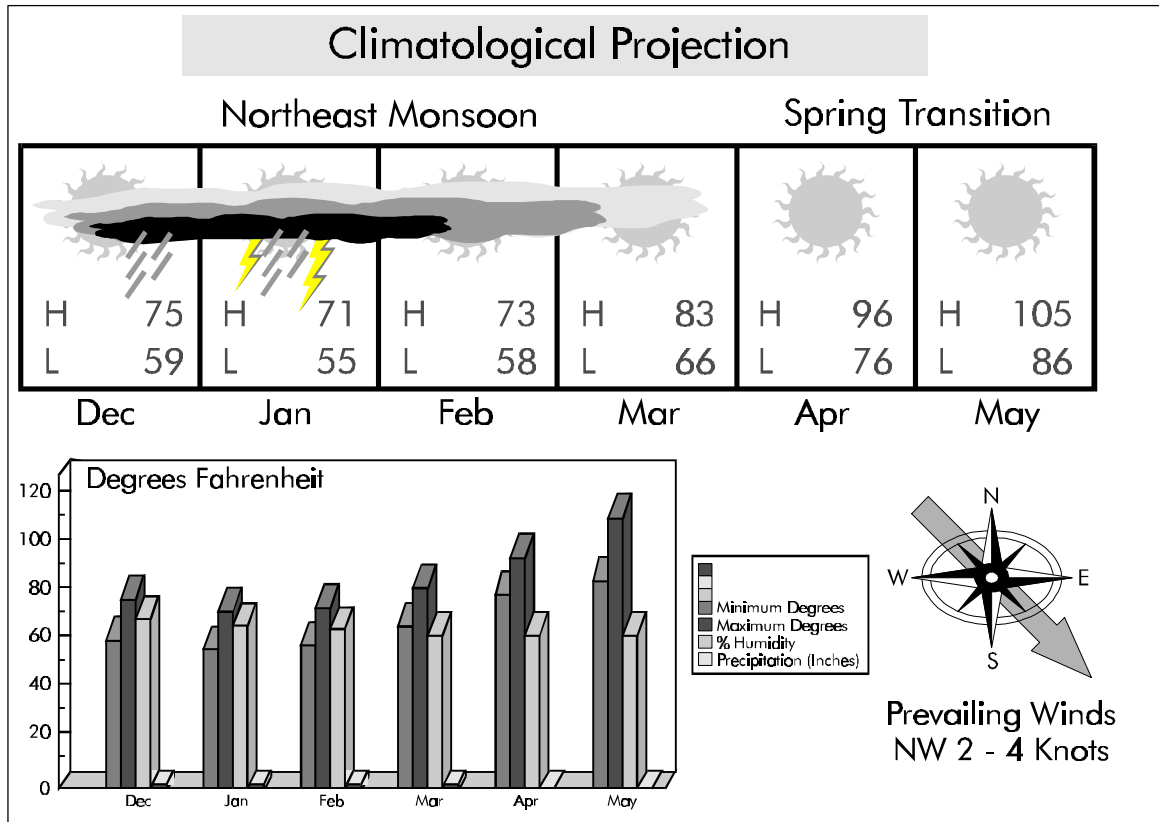 Climatological Projection
Northeast Monsoon Spring Transition
H 75 H 71 H 73 H 83 H 96 H 105
L 59 L 55 L 58 L 66 L 76 L 86
Dec Jan Feb Mar Apr May
Degrees Fahrenheit
120
100
80
60
40
20
0
Dec Jan Feb Mar Apr May
Minimum Degrees
Maximum Degrees
% Humidity
Precipitation (Inches)
N
W E
S
Prevailing Winds
NW 2 - 4 Knots